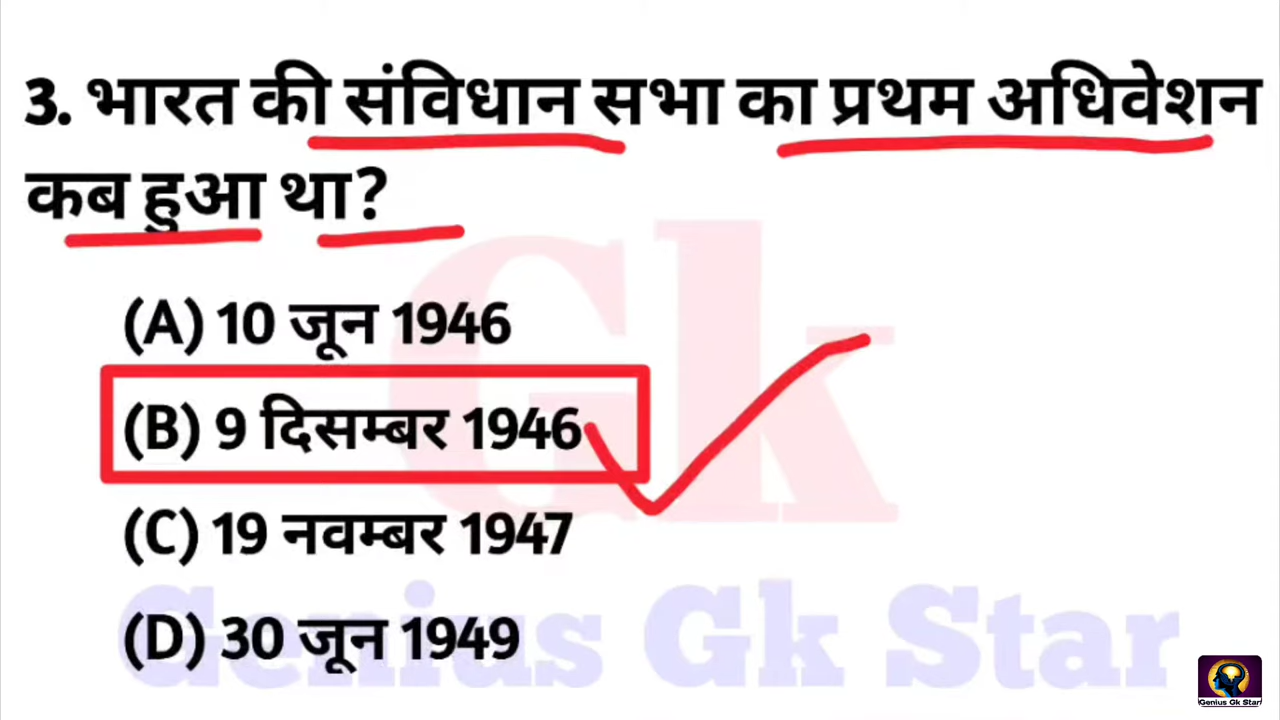 3. भारत की संविधान सभा का प्रथम अधिवेशन
कब हुआ था?
(A) 10 जून 1946
(B) 9 दिसम्बर 1946
(C) 19 नवम्बर 1947
(D) 30 जून 1949
Gk
Genius Gk Star
Genius Gk Star